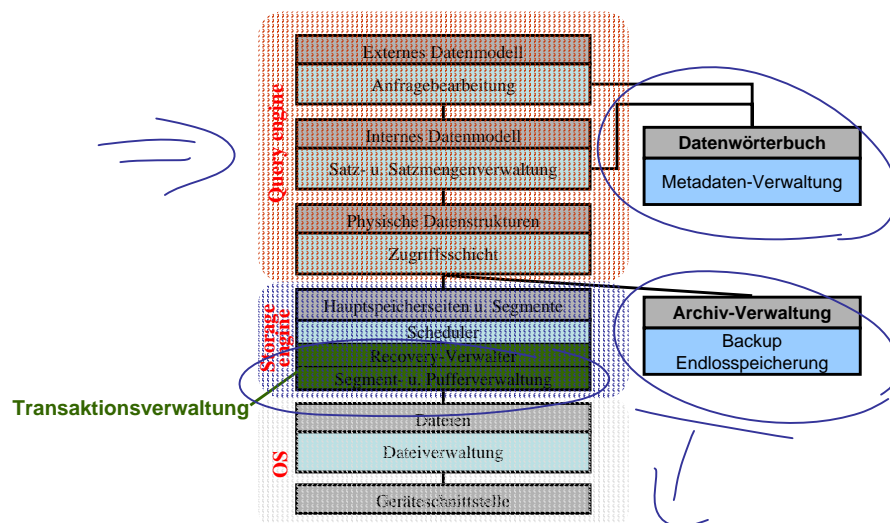 Query engine
Externes Datenmodell
Anfragebearbeitung
Internes Datenmodell
Satz- u. Satzmengenverwaltung
Physische Datenstrukturen
Zugriffsschicht
Datenwörterbuch
Metadaten-Verwaltung
Storage
engine
Hauptspeicherseiten u. Segmente
Scheduler
Recovery-Verwalter
Segment- u. Pufferverwaltung
Archiv-Verwaltung
Backup
Endlosspeicherung
Transaktionsverwaltung
OS
Dateien
Dateiverwaltung
Geräteschnittstelle